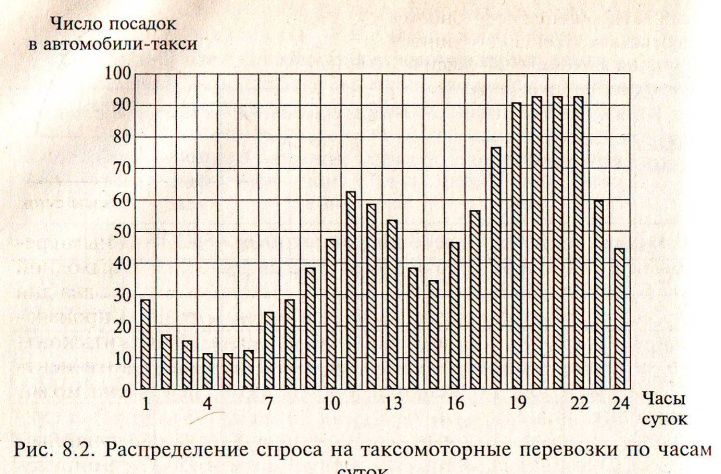 Число посадок
в автомобили-такси
100
90
80
70
60
50
40
30
20
10
0
1 4 7 10 13 16 19 22 24
Часы
суток
Рис. 8.2. Распределение спроса на таксомоторные перевозки по часам
суток